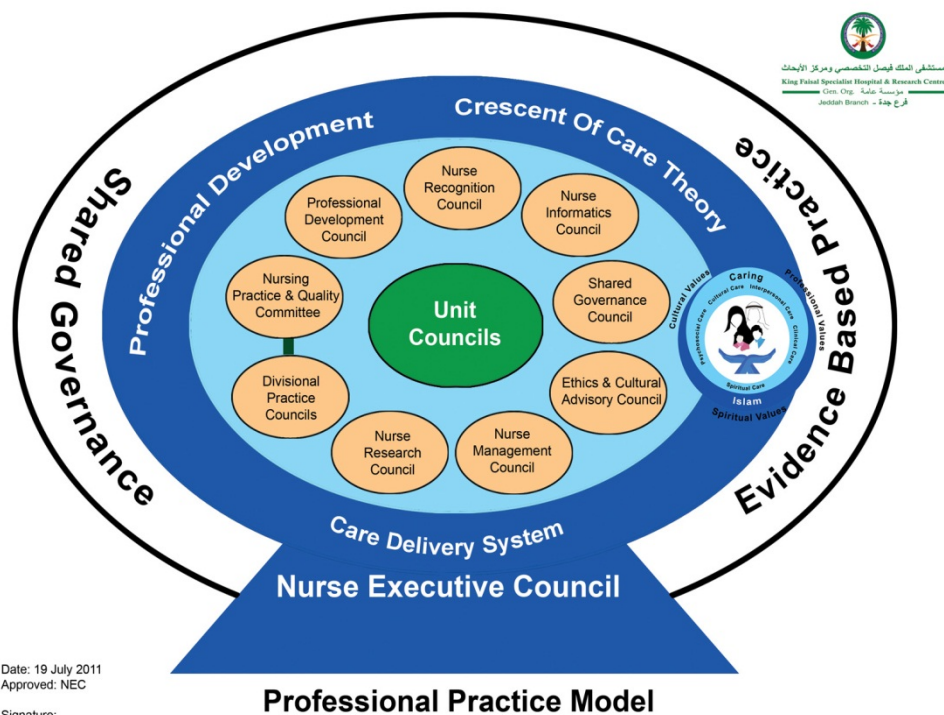 مستشفى الملك فيصل التخصصي ومركز الأبحاث
King Faisal Specialist Hospital & Research Centre
Gen. Org. مؤسسة عامة
Jeddah Branch - فرع جدة
Shared Governance
Evidence Based Practice
Professional Development
Crescent Of Care Theory
Nurse
Recognition
Council
Professional
Development
Council
Nurse
Informatics
Council
Nursing
Practice & Quality
Committee
Shared
Governance
Council
Unit
Councils
Divisional
Practice
Councils
Ethics & Cultural
Advisory Council
Nurse
Research
Council
Nurse
Management
Council
Cultural Values
Professional Values
Caring
Cultural Care
Interpersonal Care
Psychosocial Care
Clinical Care
Spiritual Care
Islam
Spiritual Values
Care Delivery System
Nurse Executive Council
Date: 19 July 2011
Approved: NEC
Signature:
Professional Practice Model